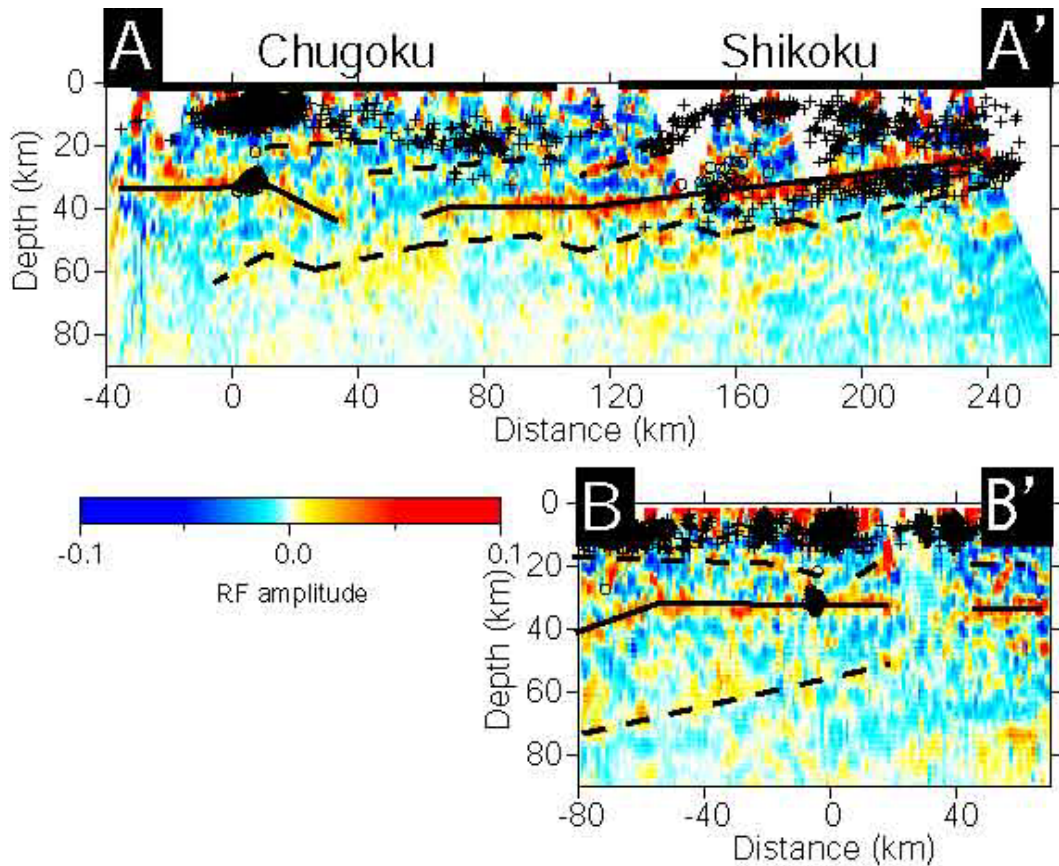 A Chugoku Shikoku A'
0
20
40
60
80
Depth (km)
-40 0 40 80 120 160 200 240
Distance (km)
-0.1 0.0 0.1
RF amplitude
B B'
0
20
40
60
80
Depth (km)
-80 -40 0 40
Distance (km)